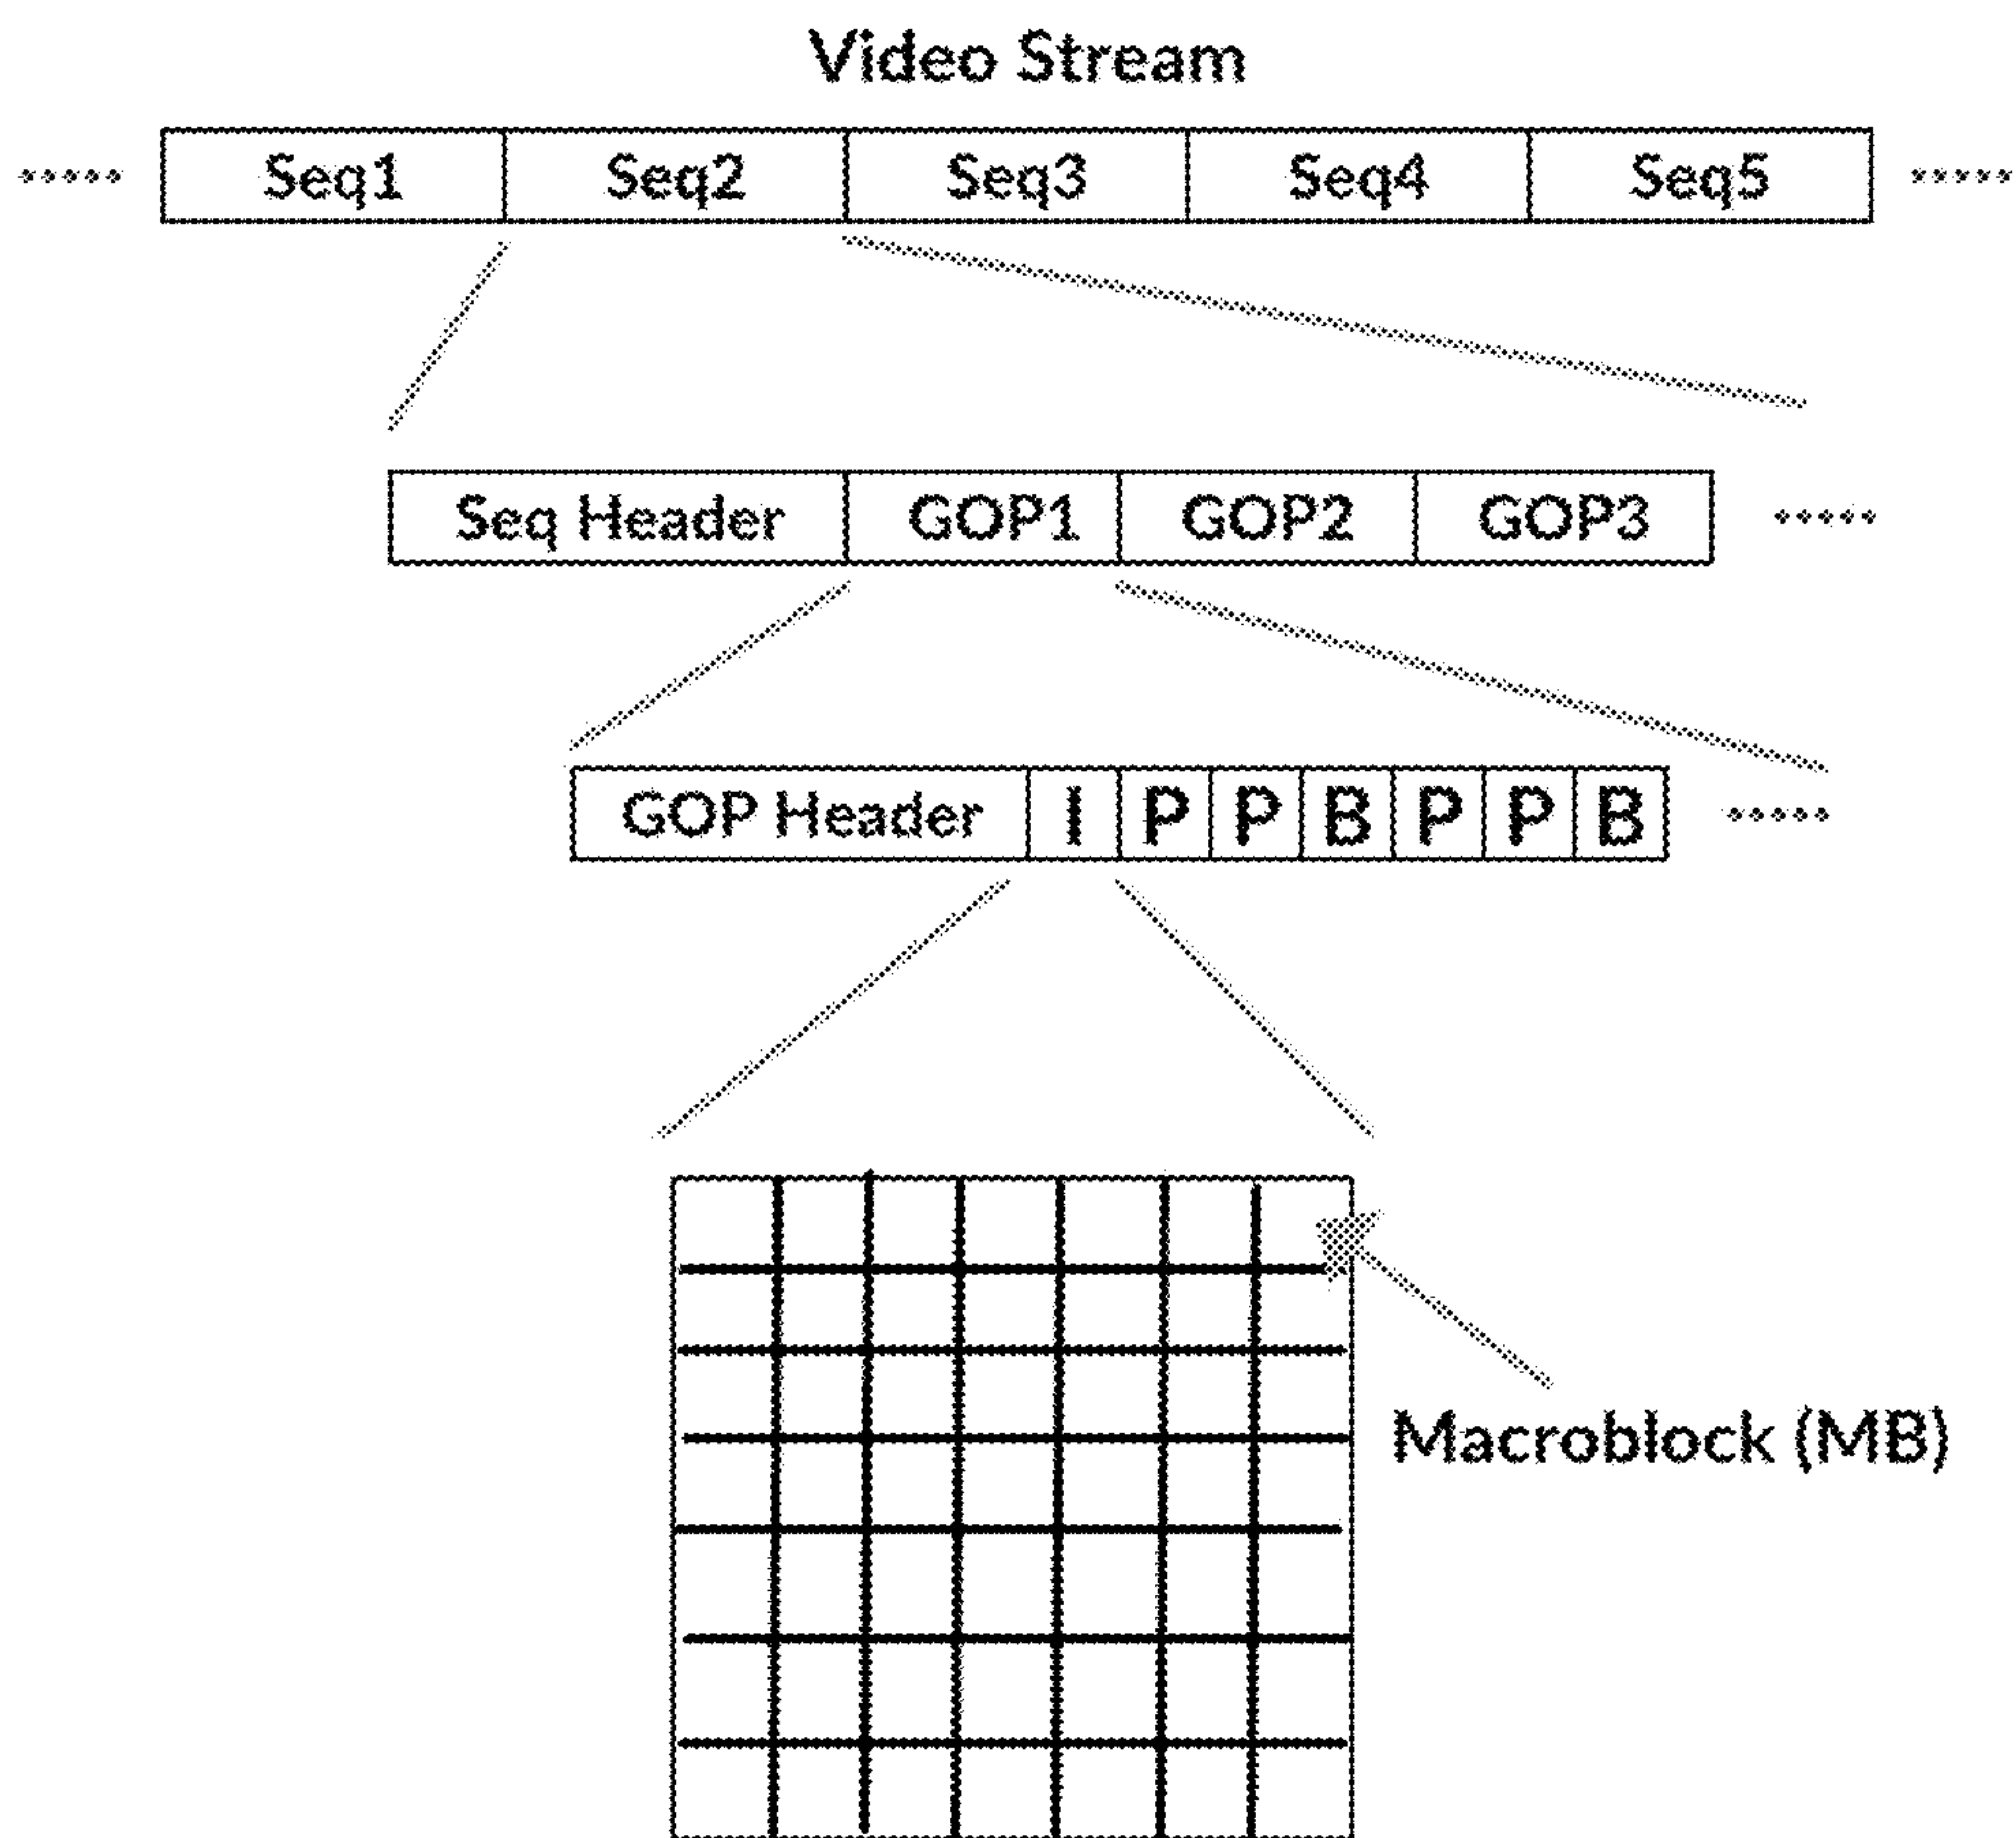 Video Stream
..... Seq1 Seq2 Seq3 Seq4 Seq5 .....
Seq Header GOP1 GOP2 GOP3 .....
GOP Header I P P B P P B .....
Macroblock (MB)